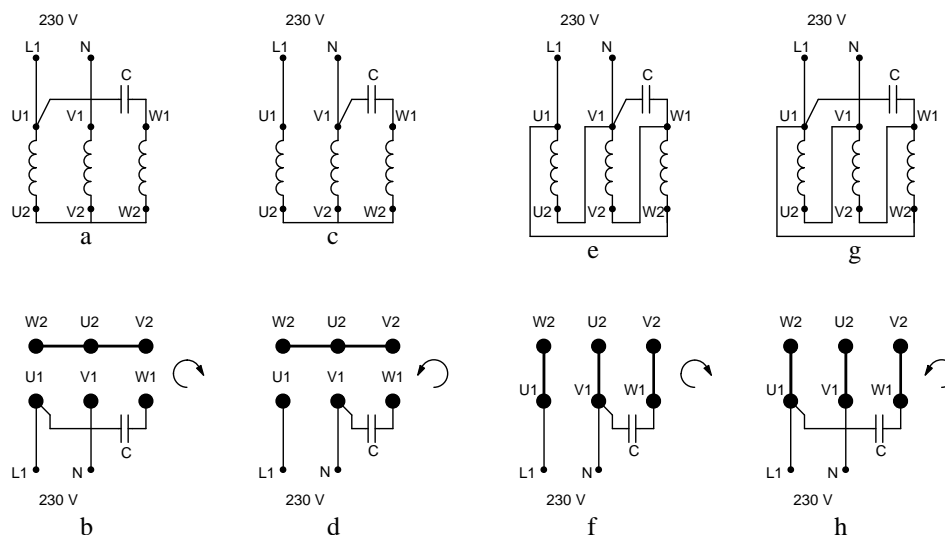 230 V 230 V 230 V 230 V
L1 N L1 N L1 N L1 N
C C C C
U1 V1 W1 U1 V1 W1 U1 V1 W1 U1 V1 W1
U2 V2 W2 U2 V2 W2 U2 V2 W2 U2 V2 W2
a c e g
W2 U2 V2 W2 U2 V2 W2 U2 V2 W2 U2 V2
U1 V1 W1 U1 V1 W1 U1 V1 W1 U1 V1 W1
C C C C
L1 N L1 N L1 N L1 N
230 V 230 V 230 V 230 V
b d f h